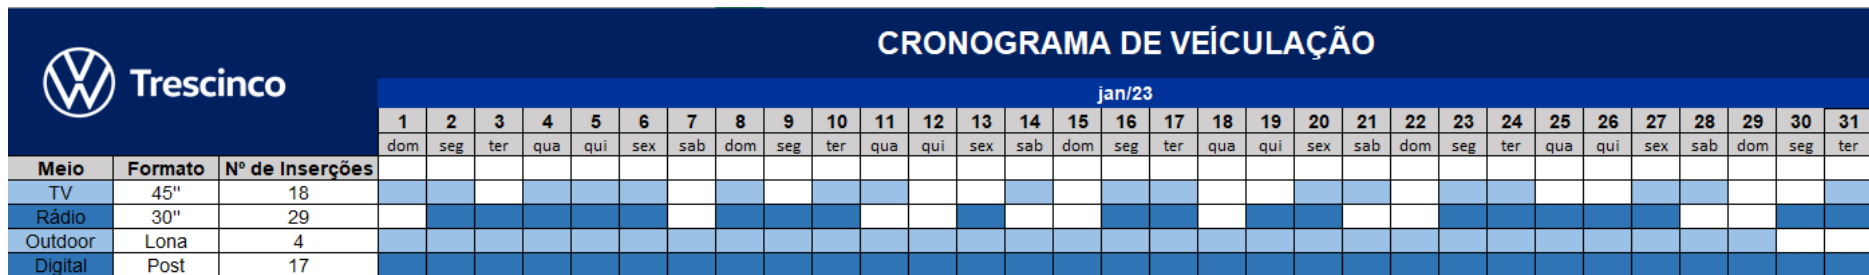 CRONOGRAMA DE VEÍCULAÇÃO
Trescinco
jan/23
1 2 3 4 5 6 7 8 9 10 11 12 13 14 15 16 17 18 19 20 21 22 23 24 25 26 27 28 29 30 31
dom seg ter qua qui sex sab dom seg ter qua qui sex sab dom seg ter qua qui sex sab dom seg ter qua qui sex sab dom seg ter
Meio Formato Nº de Inserções
TV 45" 18
Rádio 30" 29
Outdoor Lona 4
Digital Post 17